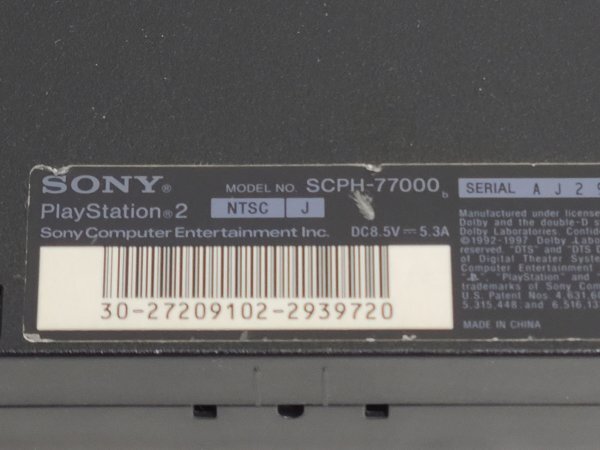 SONY®
MODEL NO. SCPH-77000 b
SERIAL A J 2 9
PlayStation®2
NTSC J
Sony Computer Entertainment Inc.
DC8.5V⎓5.3A
30-27209102-2939720
Manufactured under license
Dolby and the double-D s
Dolby Laboratories Confid
©1992-1997 Dolby Labo
reserved. "DTS" and "DTS D
of Digital Theater Syste
Computer Entertainment
"PlayStation" and
trademarks of Sony Comp
U.S. Patent Nos. 4,631,60
5,315,448, and 6,516,13
MADE IN CHINA